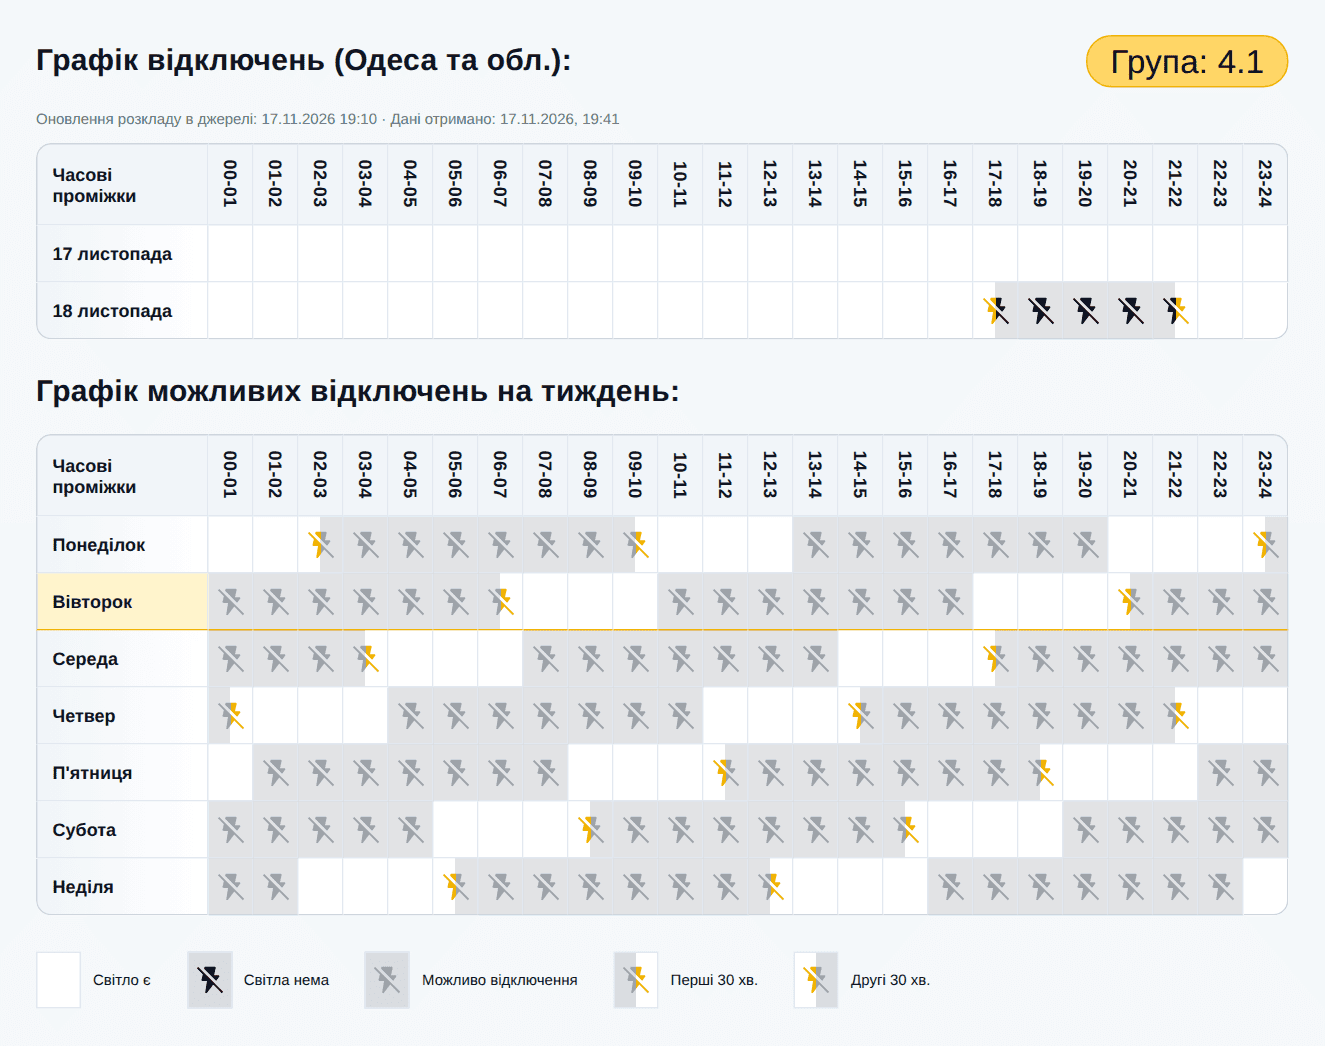 Графік відключень (Одеса та обл.):
Група: 4.1
Оновлення розкладу в джерелі: 17.11.2026 19:10 · Дані отримано: 17.11.2026, 19:41
Часові проміжки 00-01 01-02 02-03 03-04 04-05 05-06 06-07 07-08 08-09 09-10 10-11 11-12 12-13 13-14 14-15 15-16 16-17 17-18 18-19 19-20 20-21 21-22 22-23 23-24
17 листопада
18 листопада
Графік можливих відключень на тиждень:
Часові проміжки 00-01 01-02 02-03 03-04 04-05 05-06 06-07 07-08 08-09 09-10 10-11 11-12 12-13 13-14 14-15 15-16 16-17 17-18 18-19 19-20 20-21 21-22 22-23 23-24
Понеділок
Вівторок
Середа
Четвер
П'ятниця
Субота
Неділя
Світло є Світла нема Можливо відключення Перші 30 хв. Другі 30 хв.